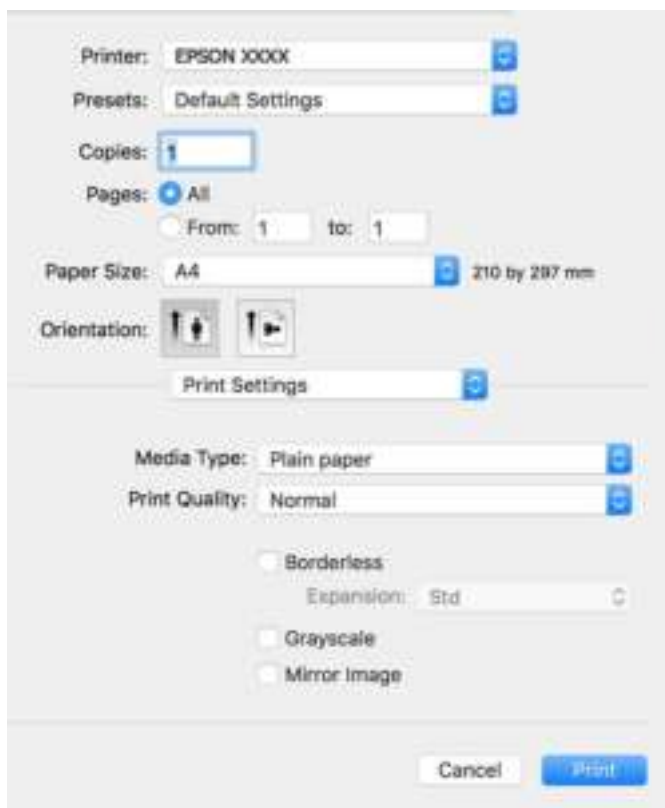 Printer: EPSON XXXX
Presets: Default Settings
Copies: 1
Pages: All
From: 1 to: 1
Paper Size: A4 210 by 297 mm
Orientation:
Print Settings
Media Type: Plain paper
Print Quality: Normal
Borderless
Expansion: Std
Grayscale
Mirror Image
Cancel Print